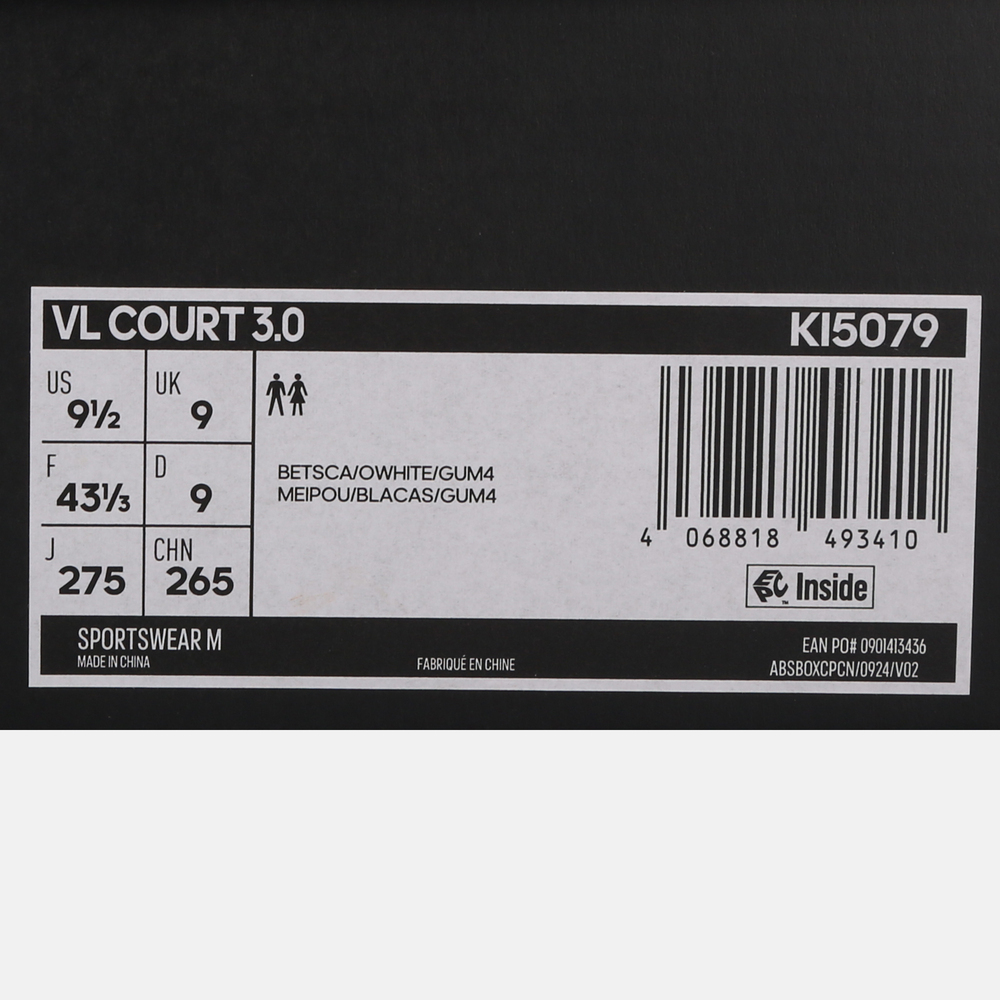 VL COURT 3.0
KI5079
US 9½
UK 9
F 43⅓
D 9
J 275
CHN 265
BETSCA/OWHITE/GUM4
MEIPOU/BLACAS/GUM4
4 068818 493410
EPC™ Inside
SPORTSWEAR M
MADE IN CHINA
FABRIQUÉ EN CHINE
EAN PO# 0901413436
ABSBOXCPCN/0924/V02